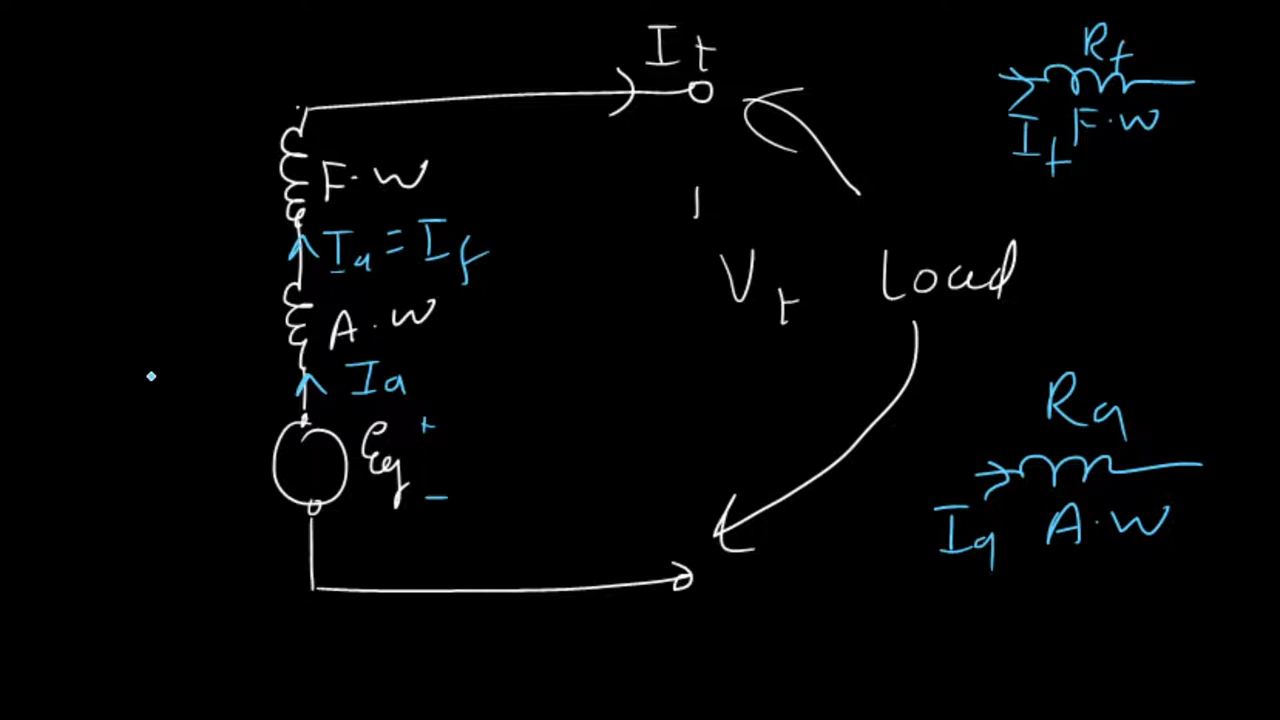 It
Rf
If F.W
F.W
Ia = If
Vt Load
A.W
Ia
Ra
Eg + -
Ia A.W